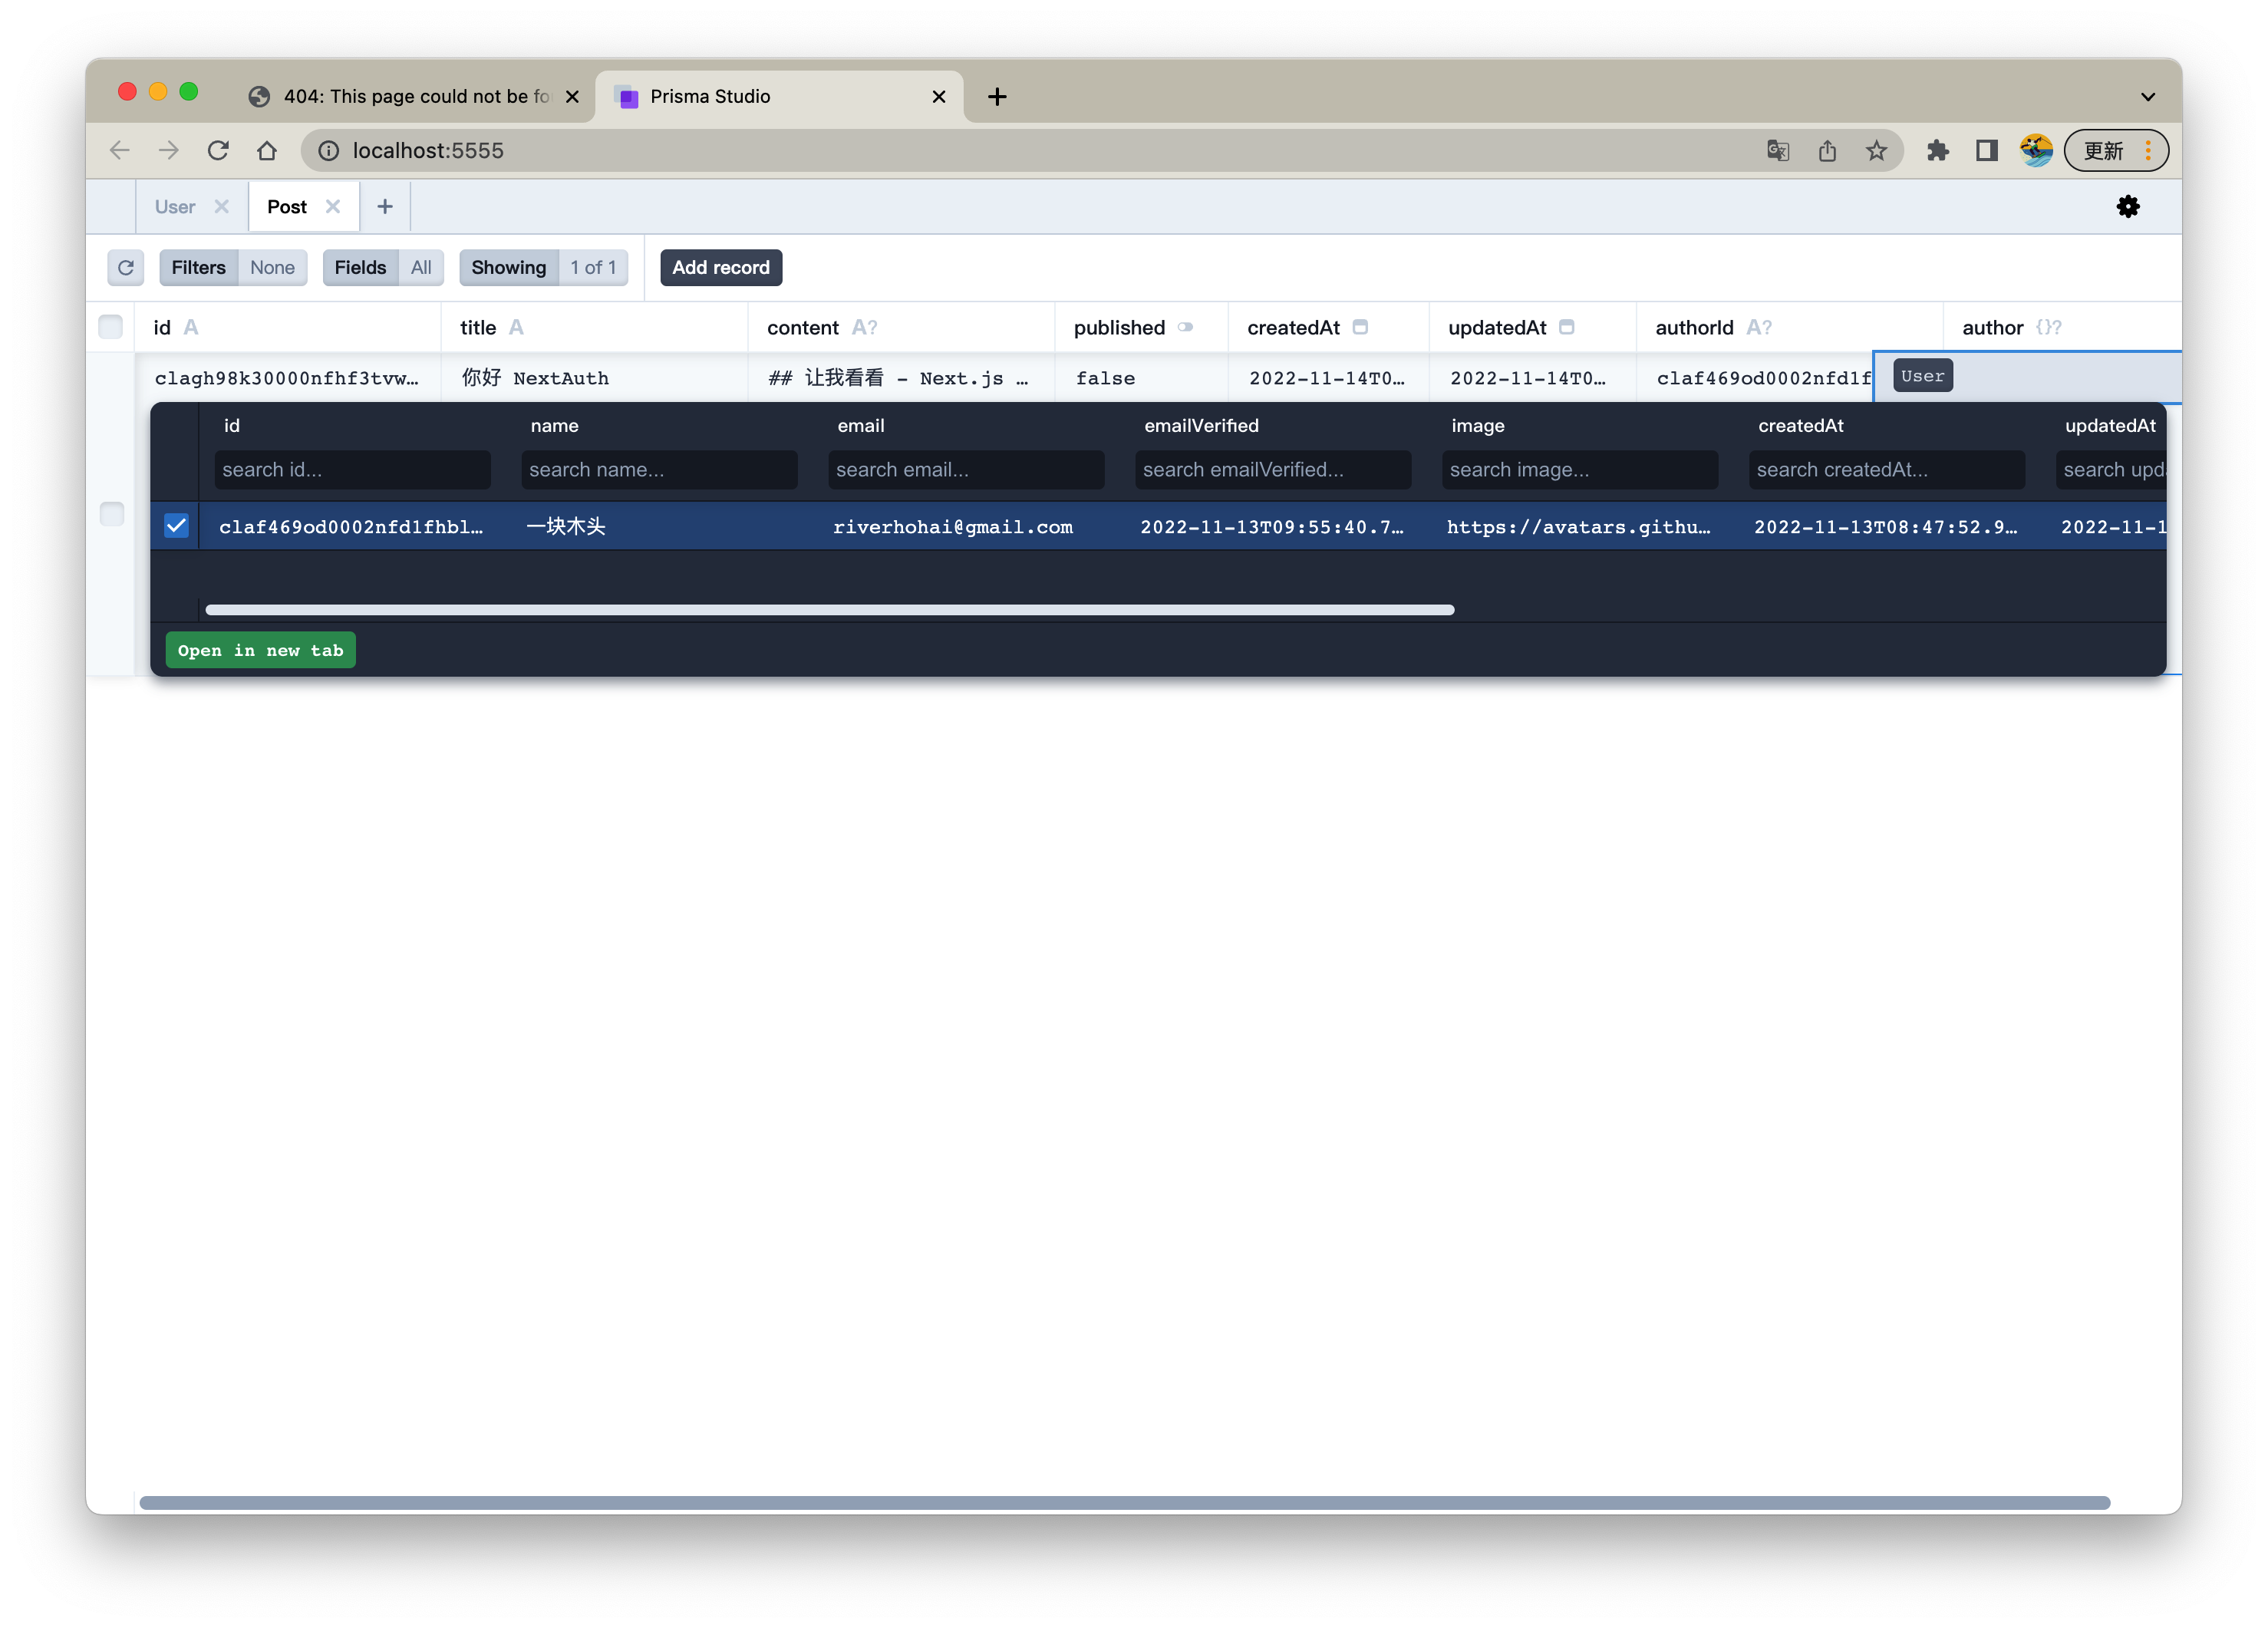 404: This page could not be fo
Prisma Studio
localhost:5555
更新
User
Post
Filters None Fields All Showing 1 of 1 Add record
id A title A content A? published createdAt updatedAt authorId A? author {}?
clagh98k30000nfhf3tvw… 你好 NextAuth ## 让我看看 – Next.js … false 2022-11-14T0… 2022-11-14T0… claf469od0002nfd1f User
id name email emailVerified image createdAt updatedAt
search id... search name... search email... search emailVerified... search image... search createdAt... search upd
claf469od0002nfd1fhbl… 一块木头 riverhohai@gmail.com 2022-11-13T09:55:40.7… https://avatars.githu… 2022-11-13T08:47:52.9… 2022-11-1
Open in new tab